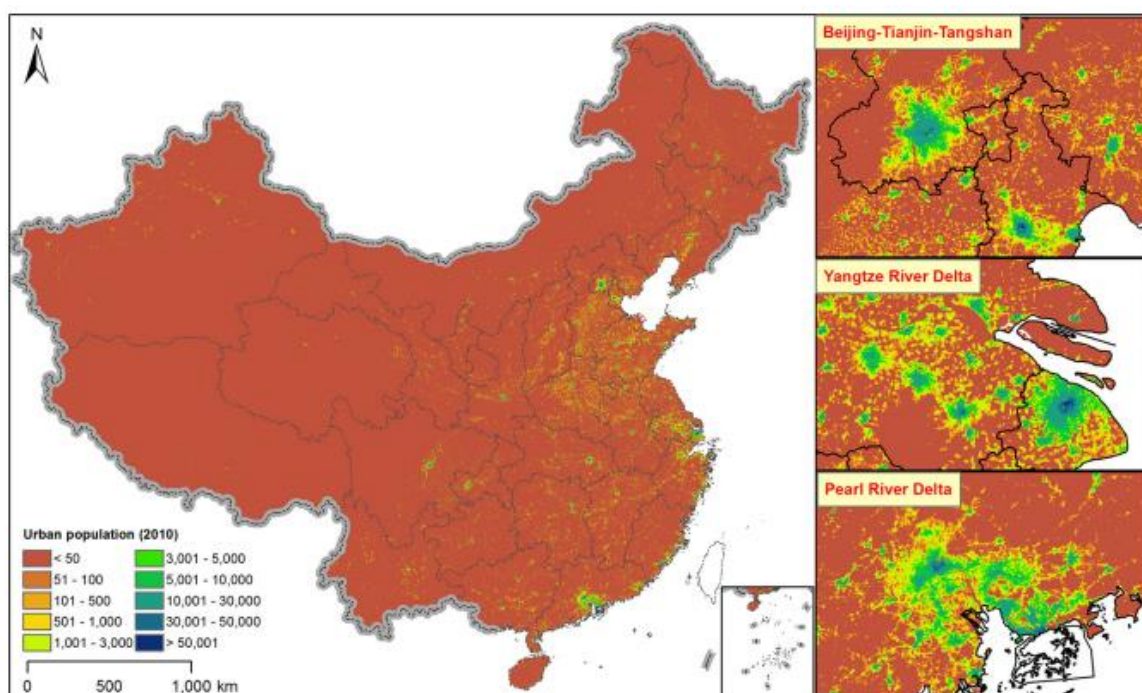 N
Beijing-Tianjin-Tangshan
Yangtze River Delta
Pearl River Delta
Urban population (2010)
< 50
51 - 100
101 - 500
501 - 1,000
1,001 - 3,000
3,001 - 5,000
5,001 - 10,000
10,001 - 30,000
30,001 - 50,000
> 50,001
0 500 1,000 km